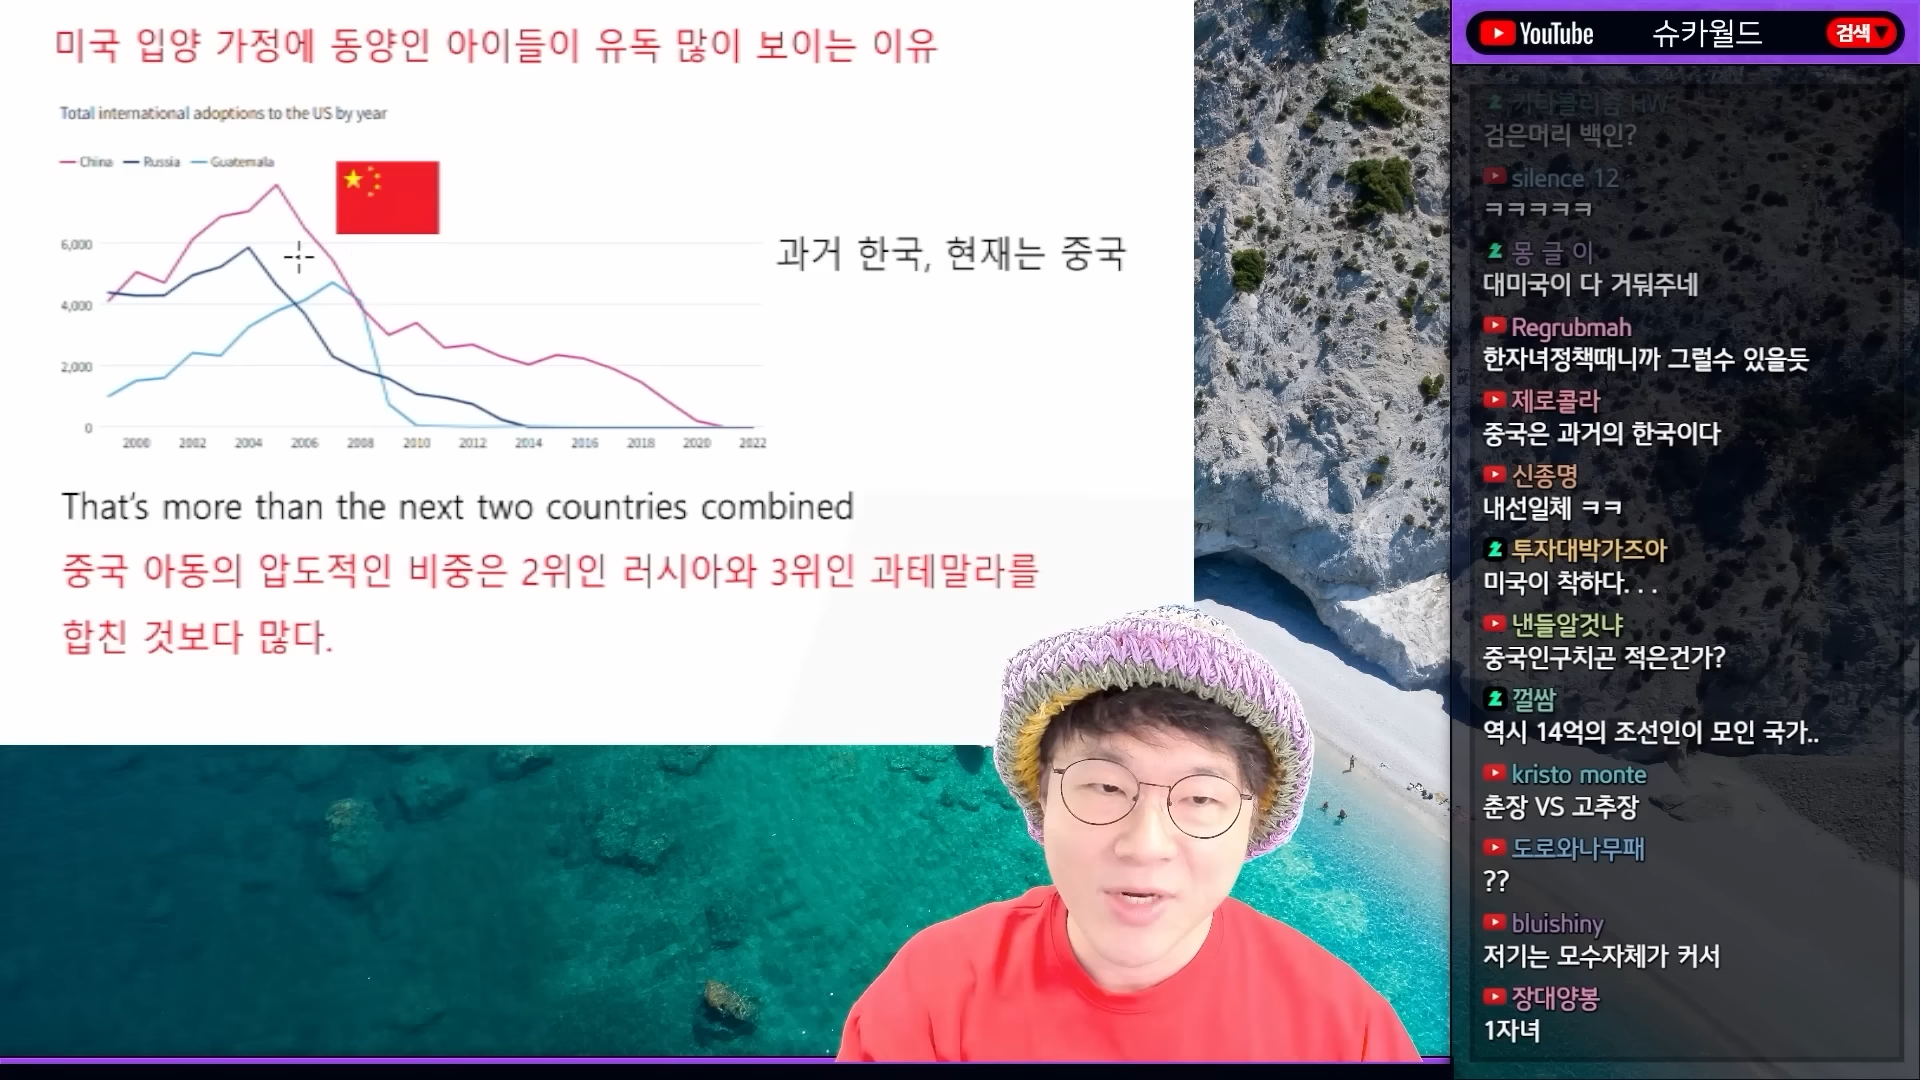 미국 입양 가정에 동양인 아이들이 유독 많이 보이는 이유
Total international adoptions to the US by year
China Russia Guatemala
6,000
4,000
2,000
0
2000 2002 2004 2006 2008 2010 2012 2014 2016 2018 2020 2022
과거 한국, 현재는 중국
That's more than the next two countries combined
중국 아동의 압도적인 비중은 2위인 러시아와 3위인 과테말라를
합친 것보다 많다.
YouTube 슈카월드 검색
검은머리 백인?
silence 12
ㅋㅋㅋㅋㅋ
몽 글 이
대미국이 다 거둬주네
Regrubmah
한자녀정책때니까 그럴수 있을듯
제로콜라
중국은 과거의 한국이다
신종명
내선일체 ㅋㅋ
투자대박가즈아
미국이 착하다. . .
낸들알것냐
중국인구치곤 적은건가?
껄쌈
역시 14억의 조선인이 모인 국가..
kristo monte
춘장 VS 고추장
도로와나무패
??
bluishiny
저기는 모수자체가 커서
장대양봉
1자녀